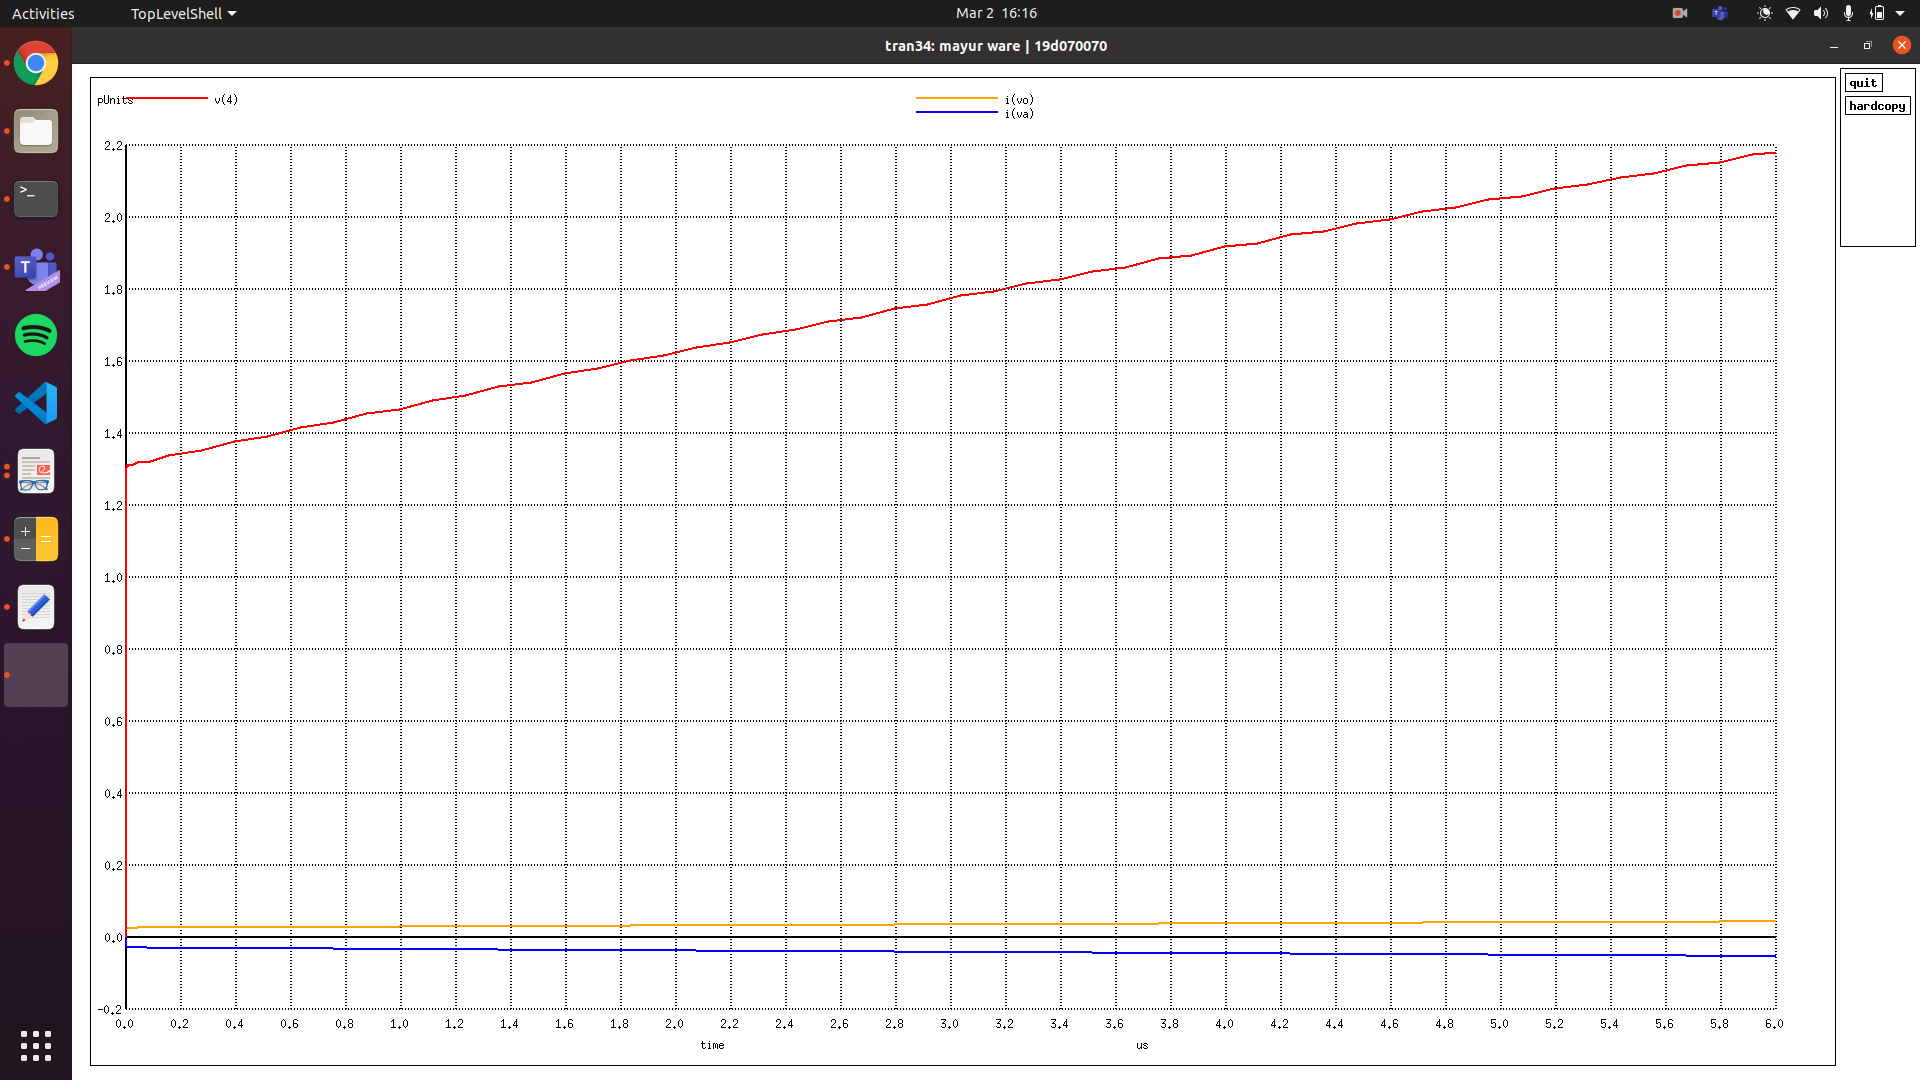 Activities TopLevelShell Mar 2 16:16
tran34: mayur ware | 19d070070
quit
hardcopy
pUnits v(4) i(vo)
i(va)
2.2
2.0
1.8
1.6
1.4
1.2
1.0
0.8
0.6
0.4
0.2
0.0
-0.2
0.0 0.2 0.4 0.6 0.8 1.0 1.2 1.4 1.6 1.8 2.0 2.2 2.4 2.6 2.8 3.0 3.2 3.4 3.6 3.8 4.0 4.2 4.4 4.6 4.8 5.0 5.2 5.4 5.6 5.8 6.0
time us